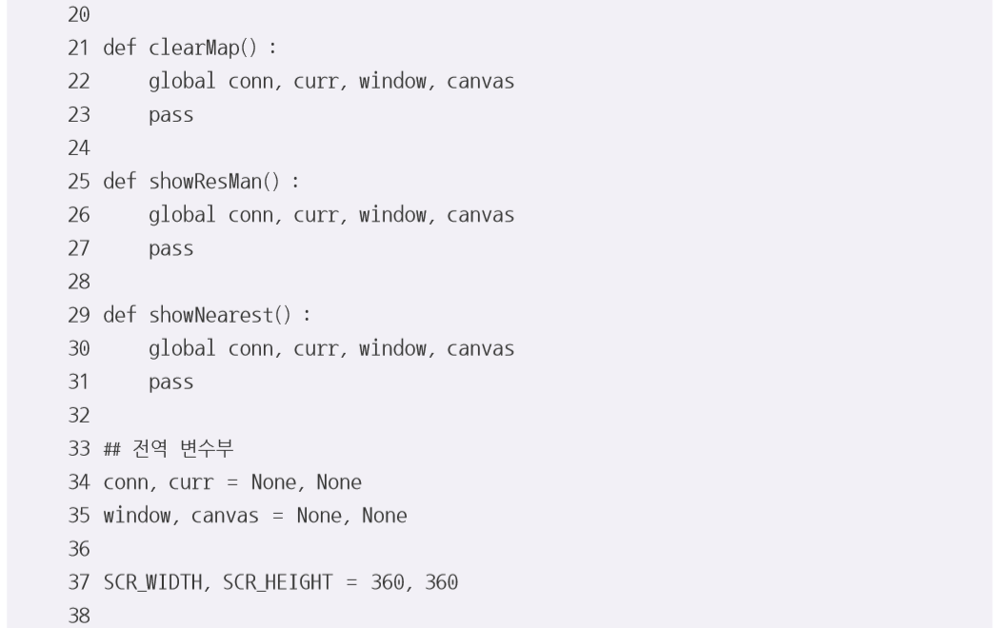 20
21 def clearMap() :
22     global conn, curr, window, canvas
23     pass
24
25 def showResMan() :
26     global conn, curr, window, canvas
27     pass
28
29 def showNearest() :
30     global conn, curr, window, canvas
31     pass
32
33 ## 전역 변수부
34 conn, curr = None, None
35 window, canvas = None, None
36
37 SCR_WIDTH, SCR_HEIGHT = 360, 360
38